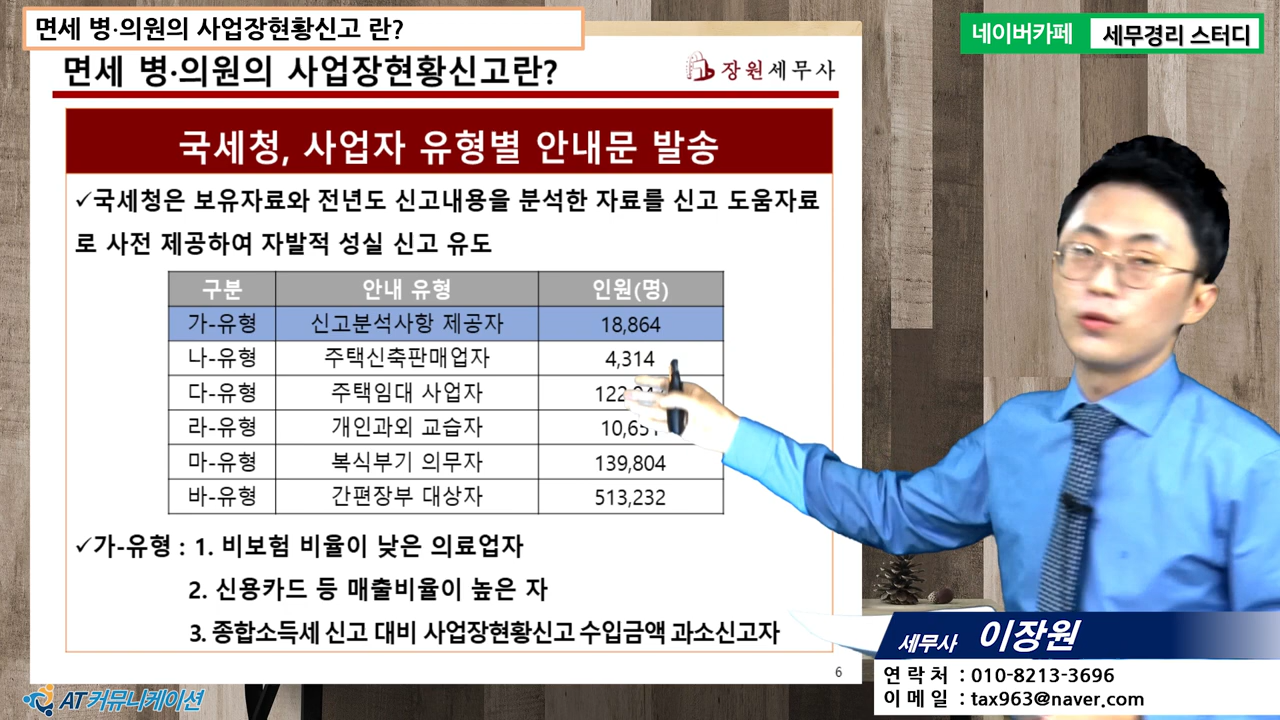 면세 병·의원의 사업장현황신고 란?
네이버카페 세무경리 스터디
면세 병·의원의 사업장현황신고란?
장원세무사
국세청, 사업자 유형별 안내문 발송
✓국세청은 보유자료와 전년도 신고내용을 분석한 자료를 신고 도움자료
로 사전 제공하여 자발적 성실 신고 유도
구분 안내 유형 인원(명)
가-유형 신고분석사항 제공자 18,864
나-유형 주택신축판매업자 4,314
다-유형 주택임대 사업자
라-유형 개인과외 교습자
마-유형 복식부기 의무자 139,804
바-유형 간편장부 대상자 513,232
✓가-유형 : 1. 비보험 비율이 낮은 의료업자
2. 신용카드 등 매출비율이 높은 자
3. 종합소득세 신고 대비 사업장현황신고 수입금액 과소신고자
6
세무사 이장원
연 락 처 : 010-8213-3696
이 메 일 : tax963@naver.com
AT커뮤니케이션